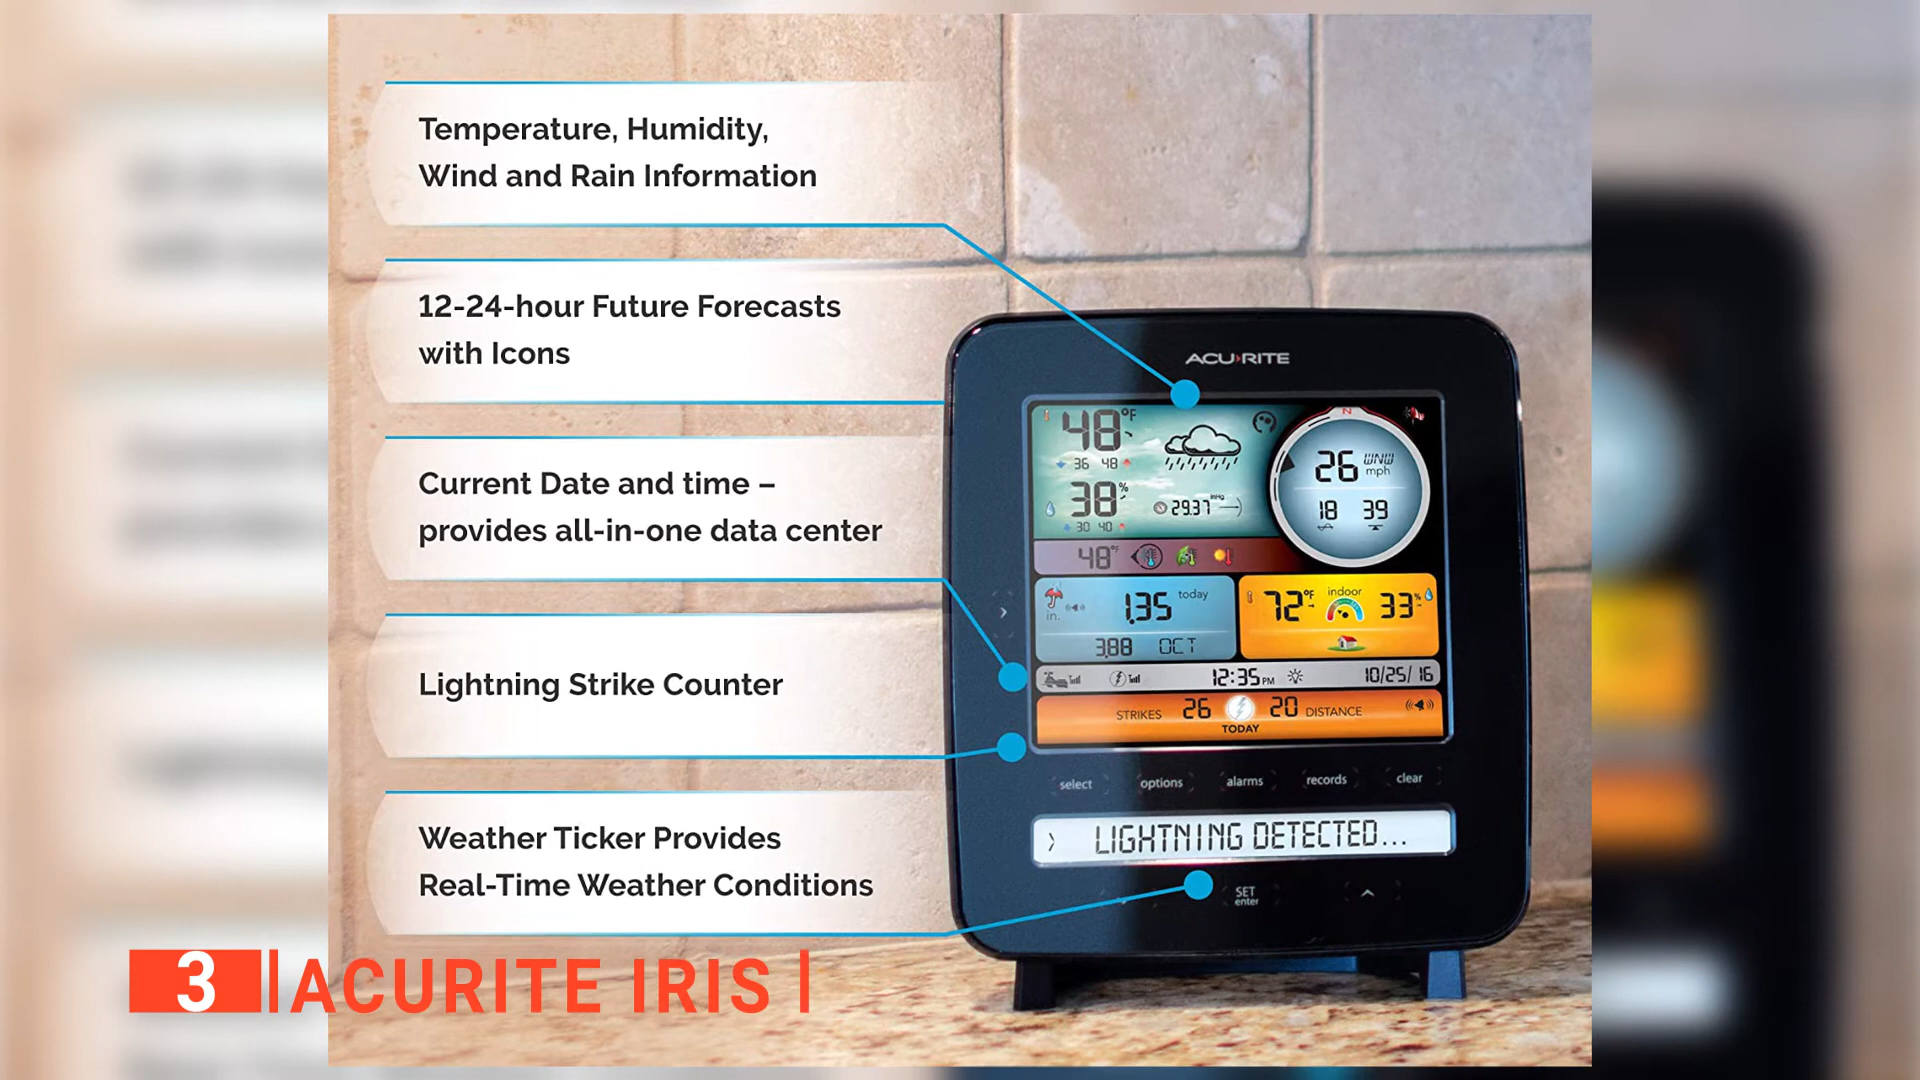 Temperature, Humidity,
Wind and Rain Information
12-24-hour Future Forecasts
with Icons
Current Date and time –
provides all-in-one data center
Lightning Strike Counter
Weather Ticker Provides
Real-Time Weather Conditions
ACU›RITE
48°F
36 48
38%
30 40
29.37 inHg
N
26 WNW
mph
18 39
48°F
in. 1.35 today
3.88 OCT
72°F indoor 33%
12:35 PM 10/25/16
STRIKES 26 20 DISTANCE
TODAY
select options alarms records clear
LIGHTNING DETECTED...
SET
enter
3 ACURITE IRIS